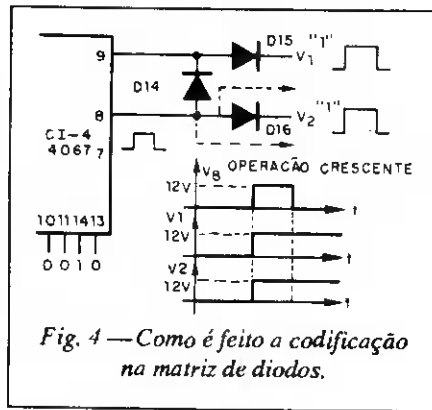 9
D15
V1
"1"
D14
8
"1"
V2
D16
CI-4
4067
7
VB OPERAÇÃO CRESCENTE
12V
t
10 11 14 13
V1
12V
t
0 0 1 0
V2
12V
t
Fig. 4 — Como é feito a codificação
na matriz de diodos.